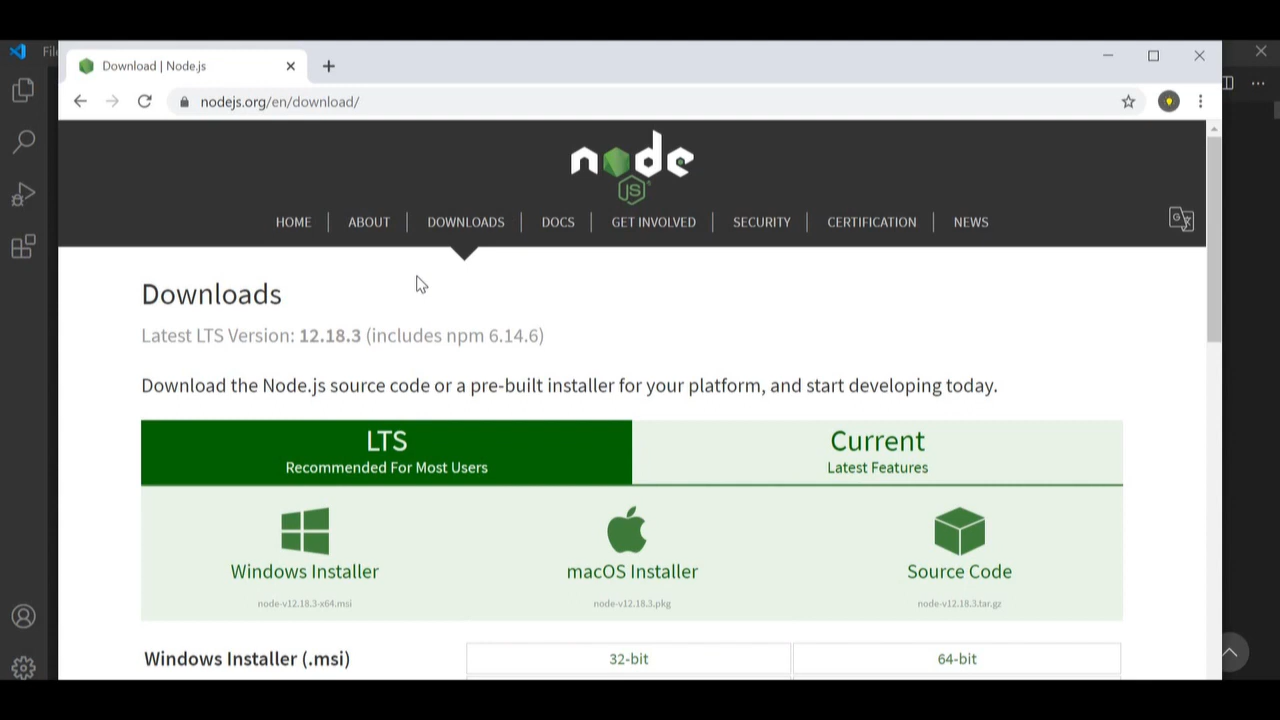 Fil
Download | Node.js
nodejs.org/en/download/
node
JS
HOME
ABOUT
DOWNLOADS
DOCS
GET INVOLVED
SECURITY
CERTIFICATION
NEWS
Downloads
Latest LTS Version: 12.18.3 (includes npm 6.14.6)
Download the Node.js source code or a pre-built installer for your platform, and start developing today.
LTS
Recommended For Most Users
Current
Latest Features
Windows Installer
node-v12.18.3-x64.msi
macOS Installer
node-v12.18.3.pkg
Source Code
node-v12.18.3.tar.gz
Windows Installer (.msi)
32-bit
64-bit